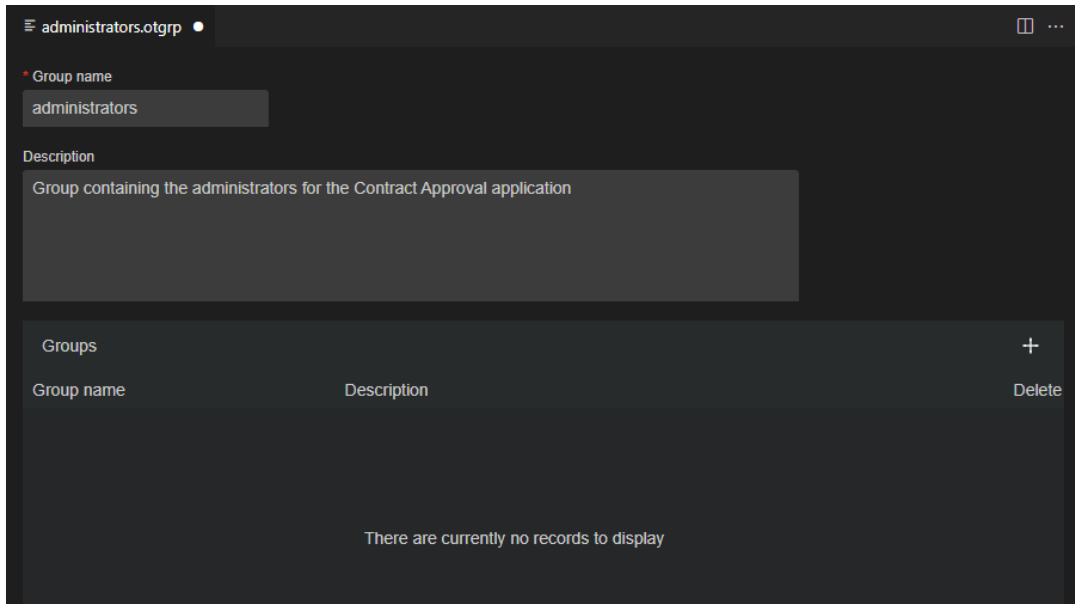 administrators.otgrp
* Group name
administrators
Description
Group containing the administrators for the Contract Approval application
Groups
Group name Description Delete
There are currently no records to display